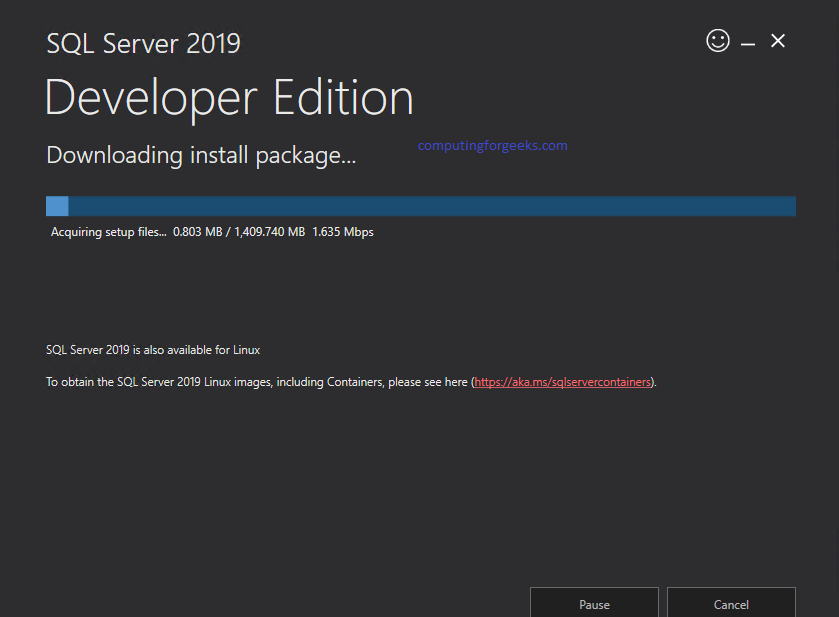 SQL Server 2019
Developer Edition
Downloading install package...
computingforgeeks.com
Acquiring setup files... 0.803 MB / 1,409.740 MB 1.635 Mbps
SQL Server 2019 is also available for Linux
To obtain the SQL Server 2019 Linux images, including Containers, please see here (https://aka.ms/sqlservercontainers).
Pause
Cancel